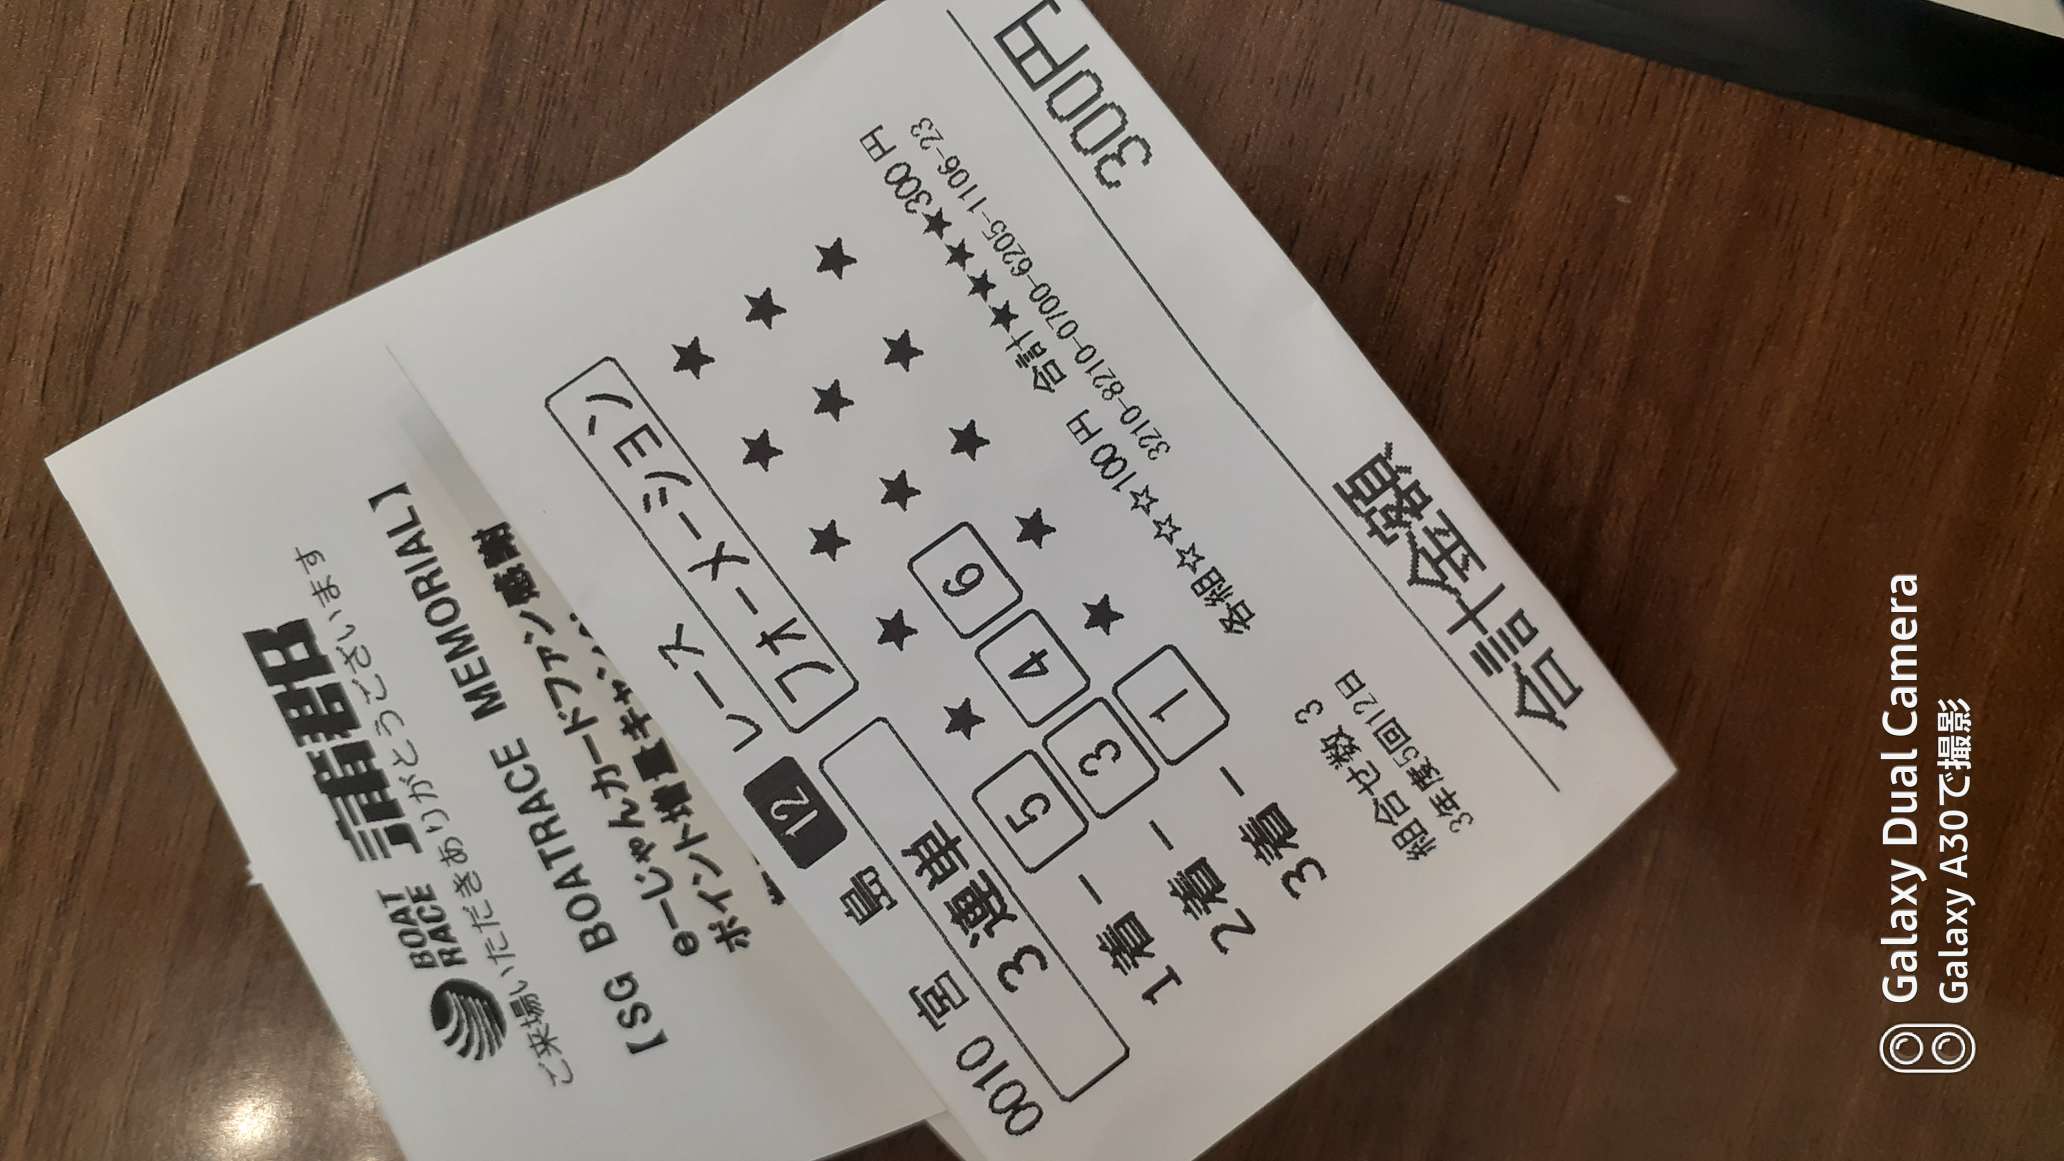 BOAT RACE 蒲郡
ご来場いただきありがとうございます
【SG BOATRACE MEMORIAL】
e-じゃんカードファン感謝
ポイント増量キャン
0010 宮 島 12 レース
3連単 フォーメーション
1着 - 5 ★ ★ ★ ★ ★
2着 - 3 4 6 ★ ★ ★
3着 - 1 ★ ★ ★ ★ ★
各組☆☆☆☆100円 合計★★★★★300円
組合せ数 3 3210-8210-0700-6205-1106-23
3年度5回12日
合計金額 300円
Galaxy Dual Camera
Galaxy A30で撮影